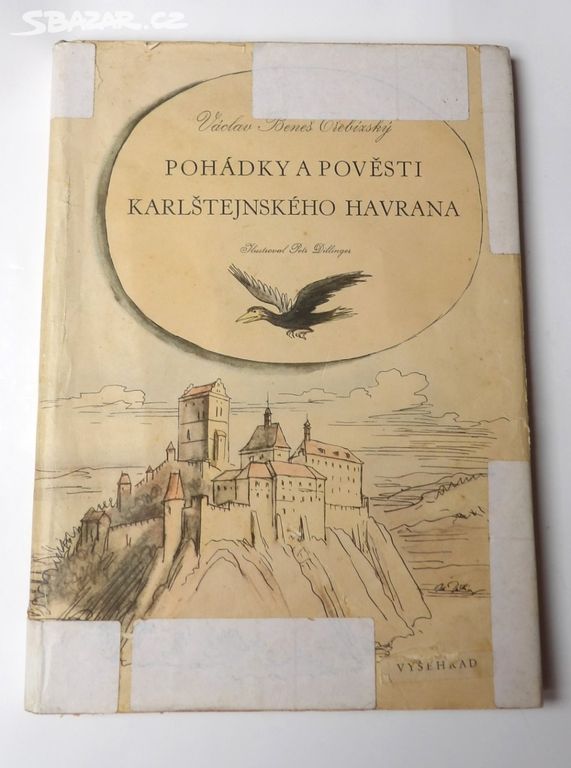 SBAZAR.CZ
Václav Beneš Třebízský
POHÁDKY A POVĚSTI
KARLŠTEJNSKÉHO HAVRANA
Ilustroval Petr Dillinger
VYŠEHRAD